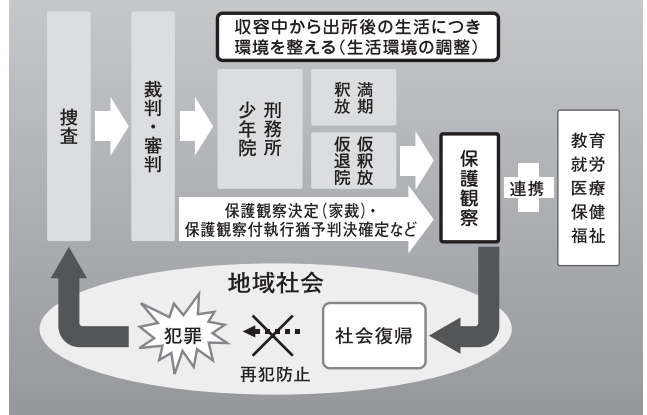 収容中から出所後の生活につき
環境を整える（生活環境の調整）
捜査
裁判・審判
刑務所
少年院
満期
釈放
仮釈放
仮退院
保護観察
連携
教育
就労
医療
保健
福祉
保護観察決定（家裁）・
保護観察付執行猶予判決確定など
地域社会
犯罪
再犯防止
社会復帰